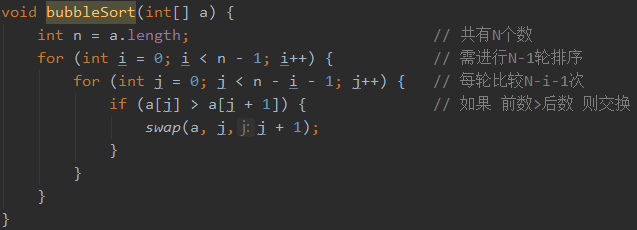 void bubbleSort(int[] a) {
    int n = a.length;                          // 共有N个数
    for (int i = 0; i < n - 1; i++) {          // 需进行N-1轮排序
        for (int j = 0; j < n - i - 1; j++) {  // 每轮比较N-i-1次
            if (a[j] > a[j + 1]) {             // 如果 前数>后数 则交换
                swap(a, j, j: j + 1);
            }
        }
    }
}